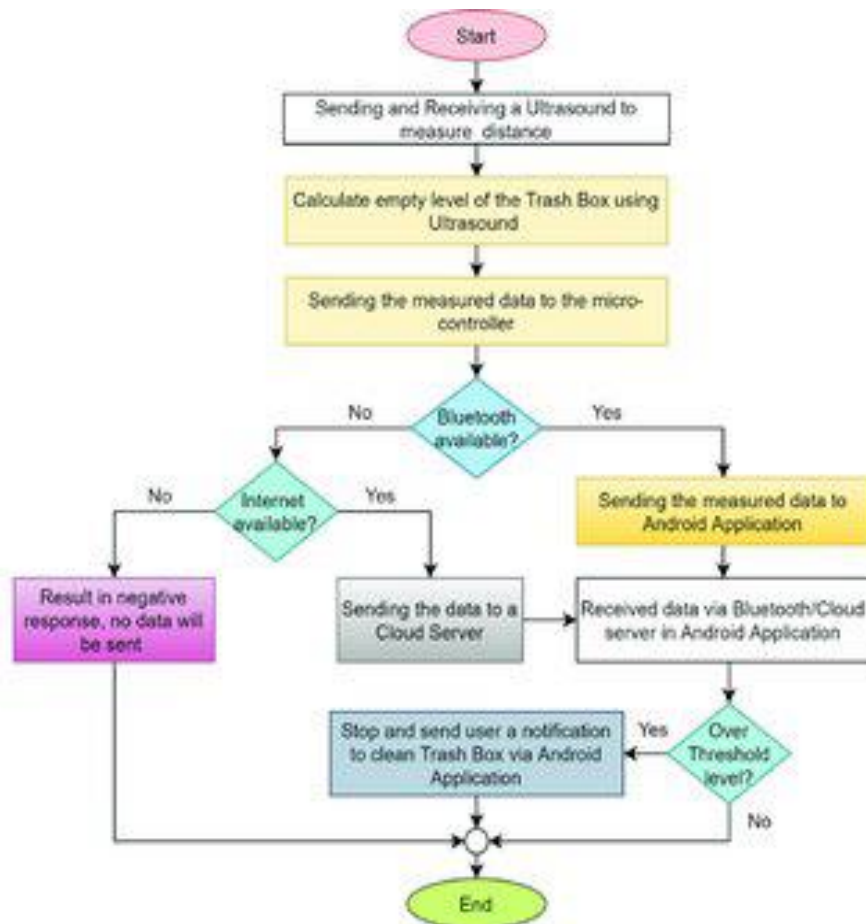 Start
Sending and Receiving a Ultrasound to
measure distance
Calculate empty level of the Trash Box using
Ultrasound
Sending the measured data to the micro-
controller
No
Bluetooth
available?
Yes
No
Internet
available?
Yes
Sending the measured data to
Android Application
Result in negative
response, no data will
be sent
Sending the data to a
Cloud Server
Received data via Bluetooth/Cloud
server in Android Application
Stop and send user a notification
to clean Trash Box via Android
Application
Yes
Over
Threshold
level?
No
End